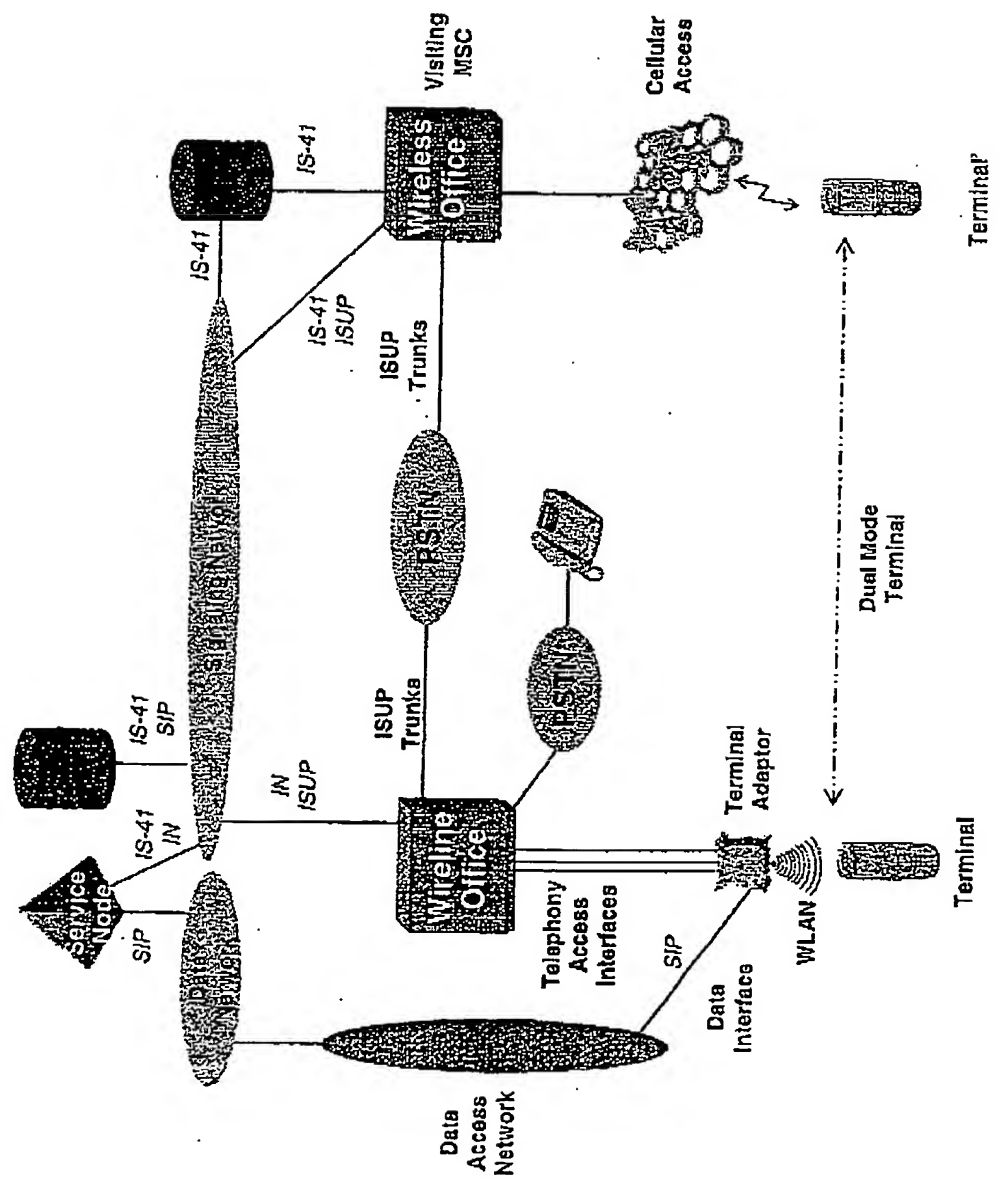 Service
Node
SIP
IS-41
IN
IS-41
SIP
Data
Network
Signaling Network
IS-41
IS-41
IN
ISUP
IS-41
ISUP
Wireline
Office
ISUP
Trunks
PSTN
ISUP
Trunks
Wireless
Office
Visiting
MSC
Data
Access
Network
Telephony
Access
Interfaces
PSTN
Cellular
Access
SIP
Data
Interface
Terminal
Adaptor
WLAN
Dual Mode
Terminal
Terminal
Terminal'